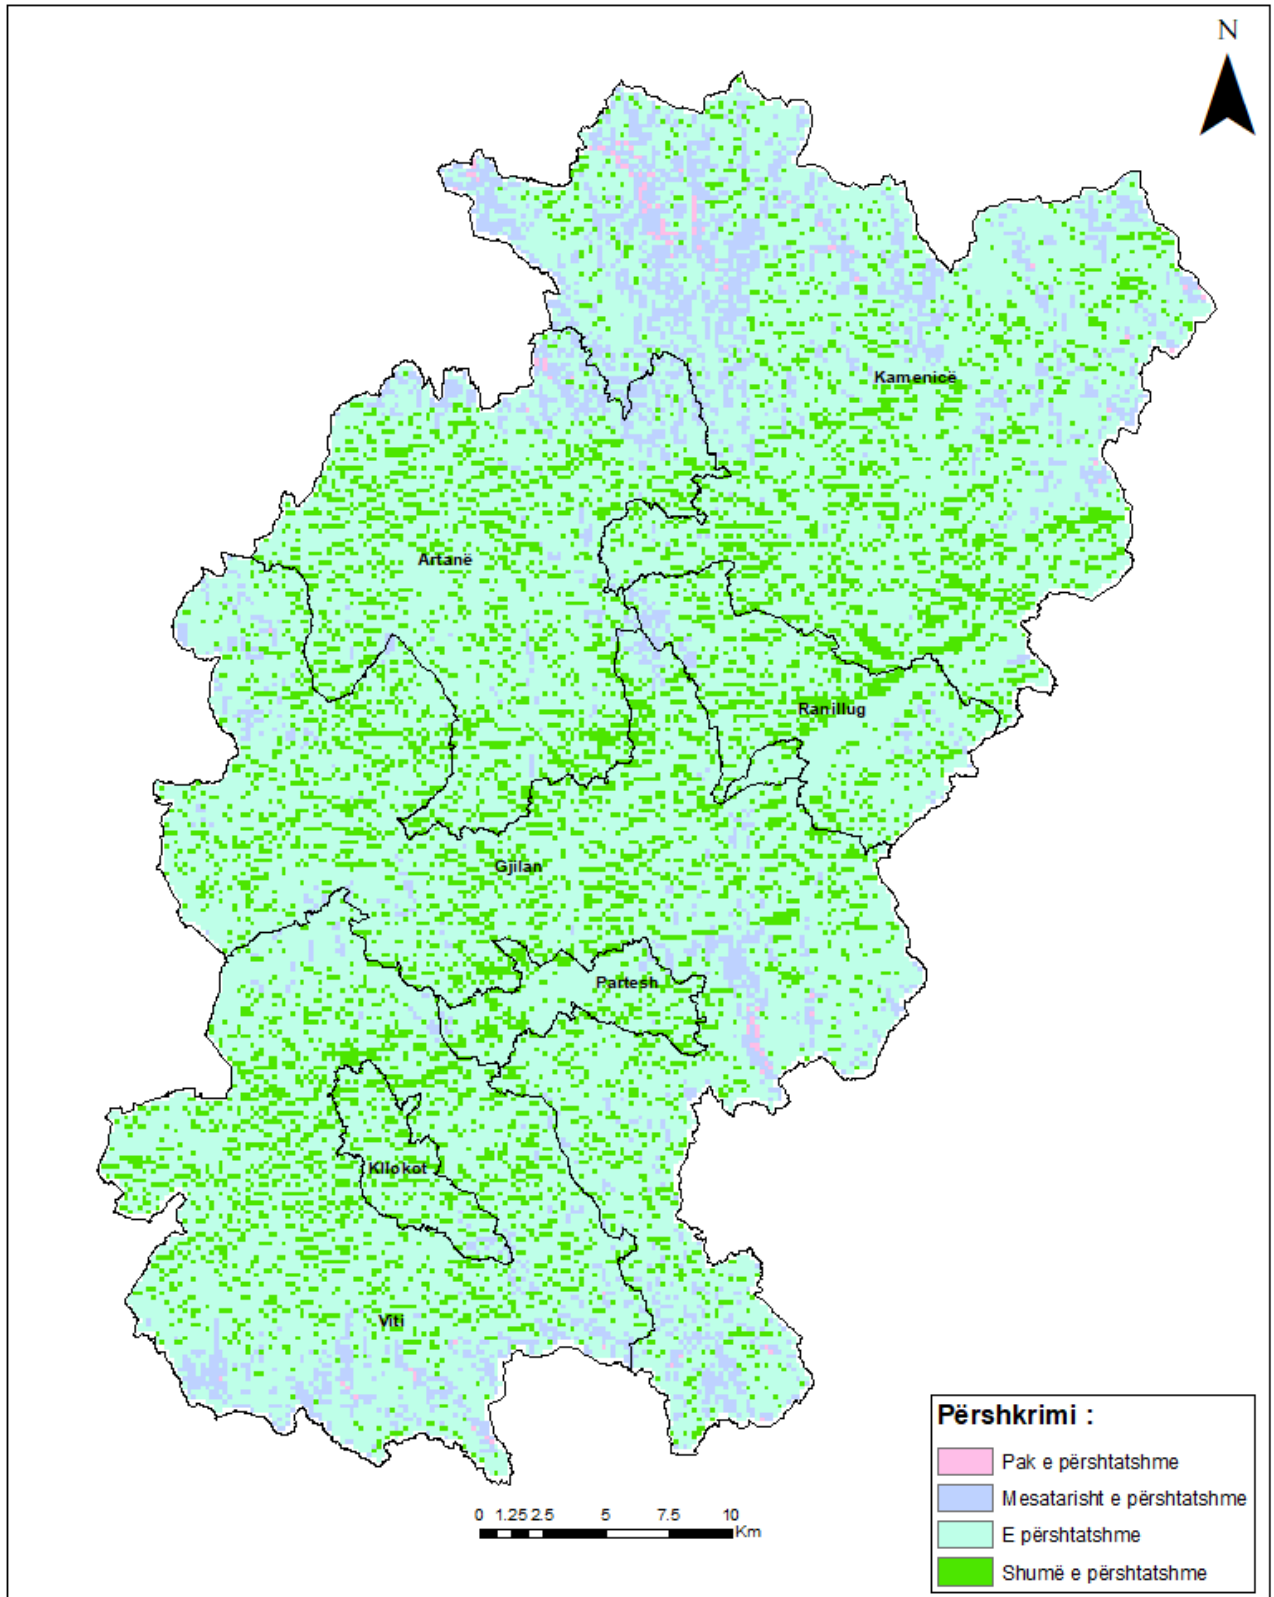 N
Kamenicë
Artanë
Ranillug
Gjilan
Partesh
Kllokot
Viti
Përshkrimi :
Pak e përshtatshme
Mesatarisht e përshtatshme
E përshtatshme
Shumë e përshtatshme
0 1.25 2.5 5 7.5 10
Km